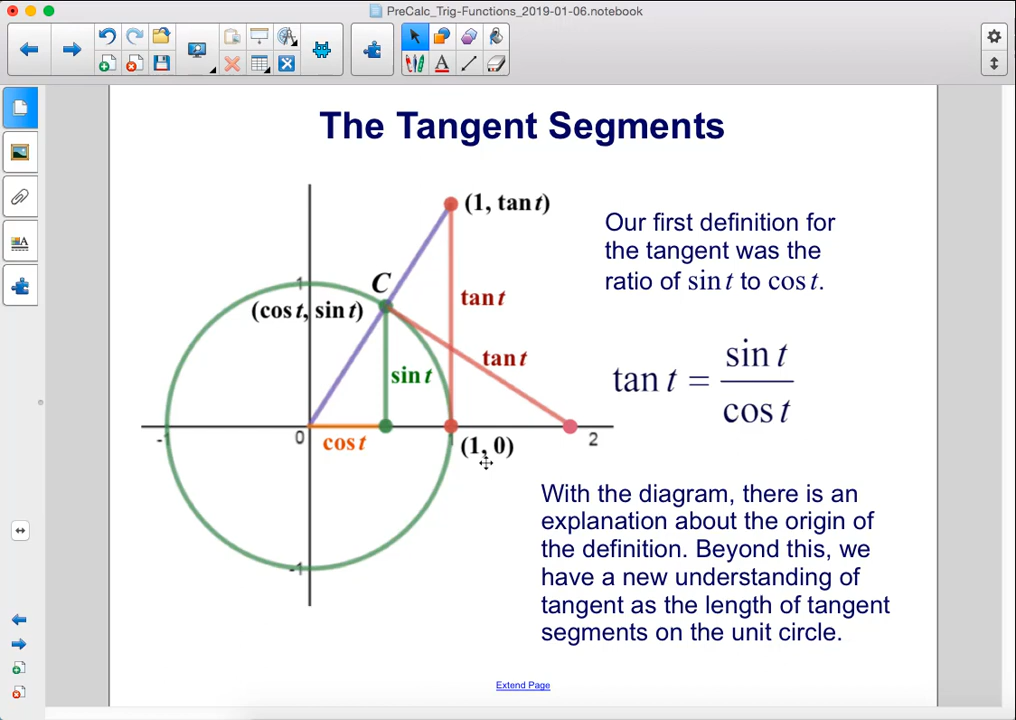 PreCalc_Trig-Functions_2019-01-06.notebook
The Tangent Segments
(1, tan t)
Our first definition for
the tangent was the
ratio of sin t to cos t.
C
1
(cos t, sin t)
tan t
tan t
sin t
tan t = sin t / cos t
-1
0
cos t
1
(1, 0)
2
With the diagram, there is an
explanation about the origin of
the definition. Beyond this, we
have a new understanding of
tangent as the length of tangent
segments on the unit circle.
-1
Extend Page